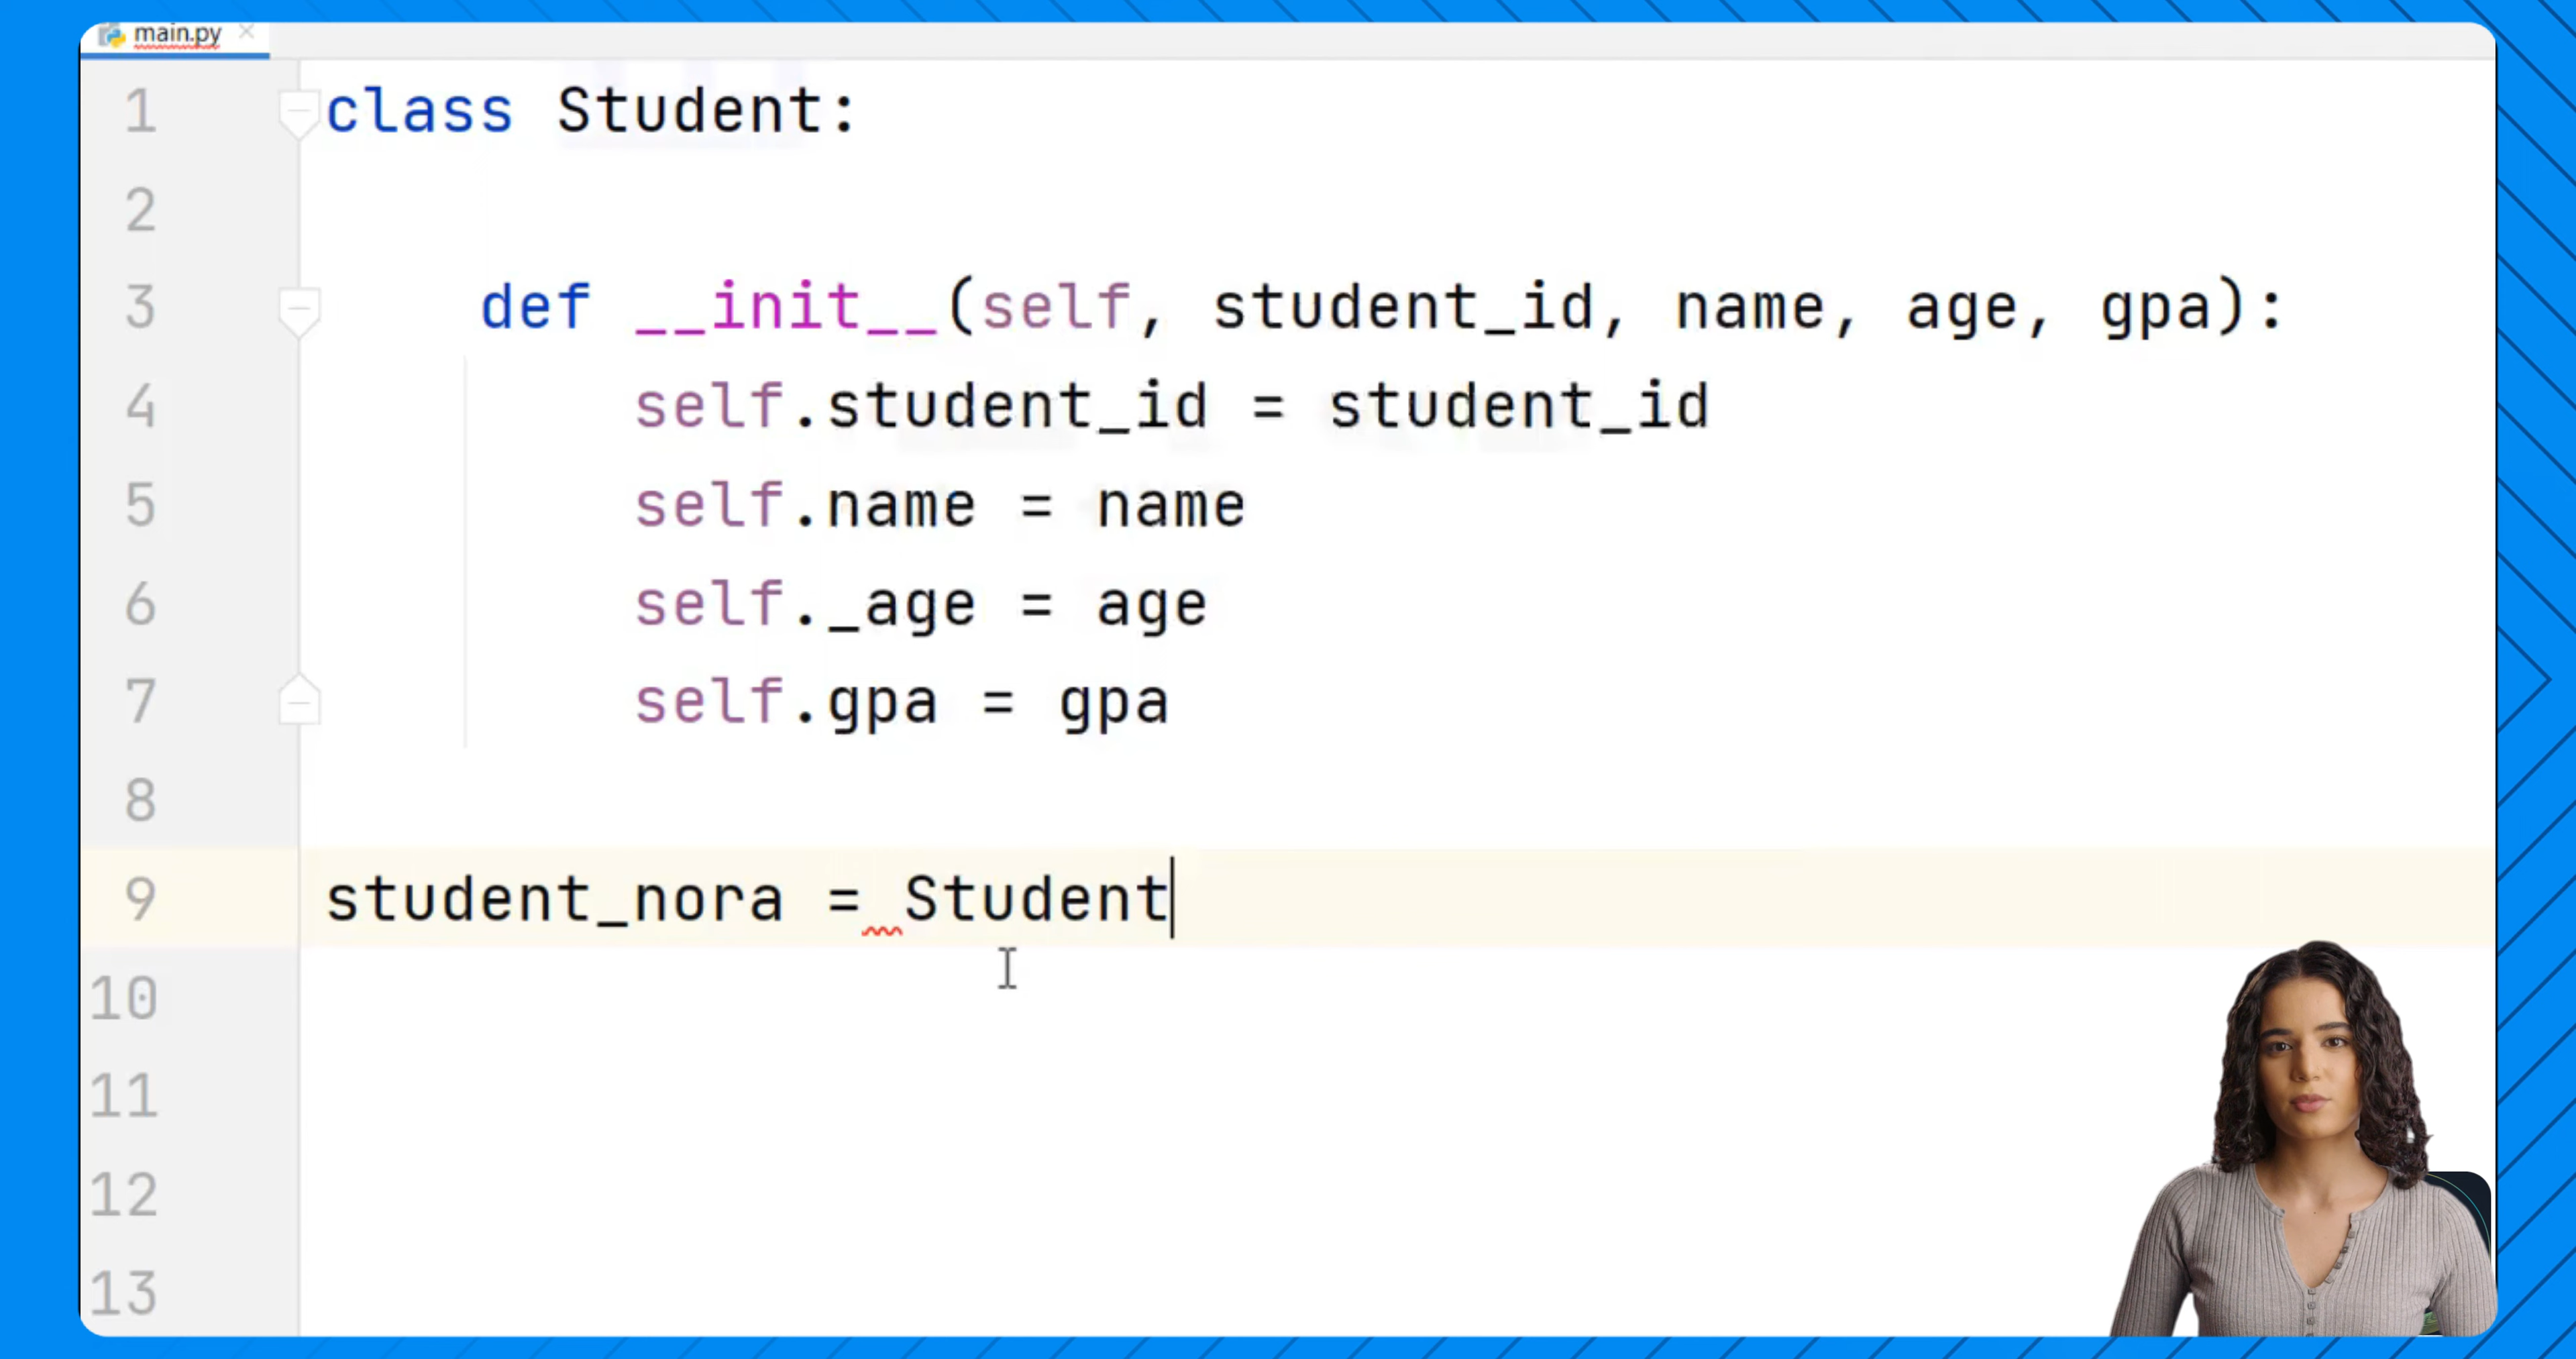 main.py
1 class Student:
2
3 def __init__(self, student_id, name, age, gpa):
4 self.student_id = student_id
5 self.name = name
6 self._age = age
7 self.gpa = gpa
8
9 student_nora = Student
10
11
12
13